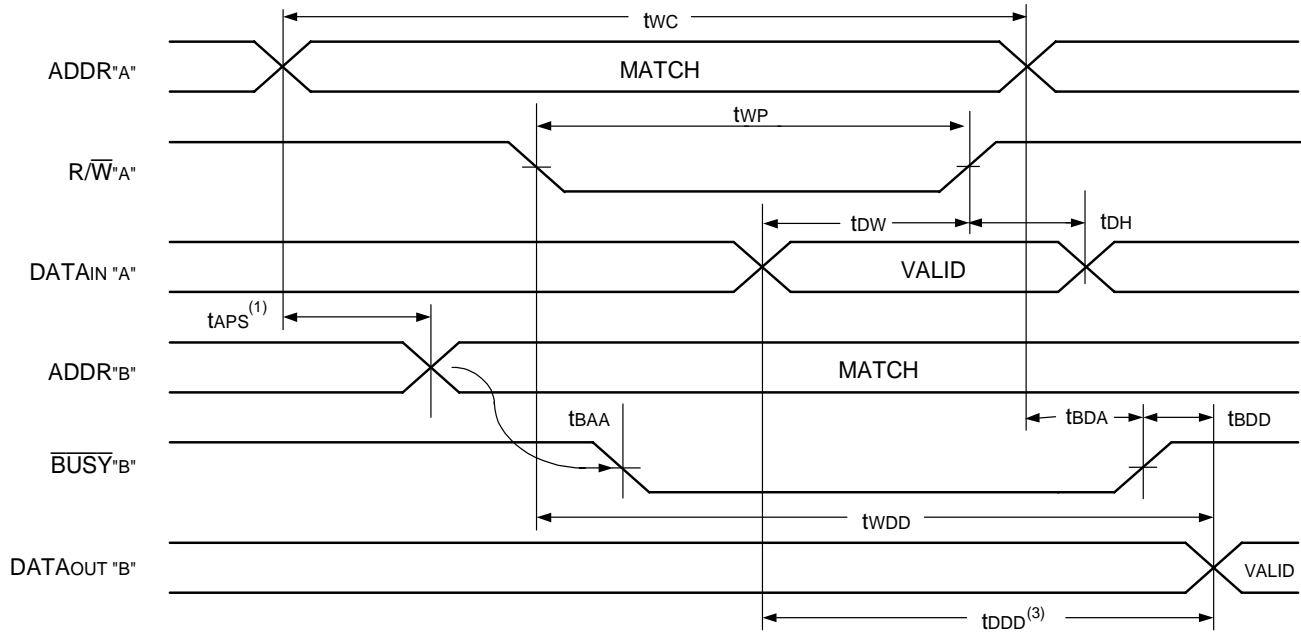 tWC
ADDR"A"
MATCH
tWP
R/W̅"A"
tDW
tDH
DATAIN "A"
VALID
tAPS(1)
ADDR"B"
MATCH
tBAA
tBDA
tBDD
B̅U̅S̅Y̅"B"
tWDD
DATAOUT "B"
VALID
tDDD(3)